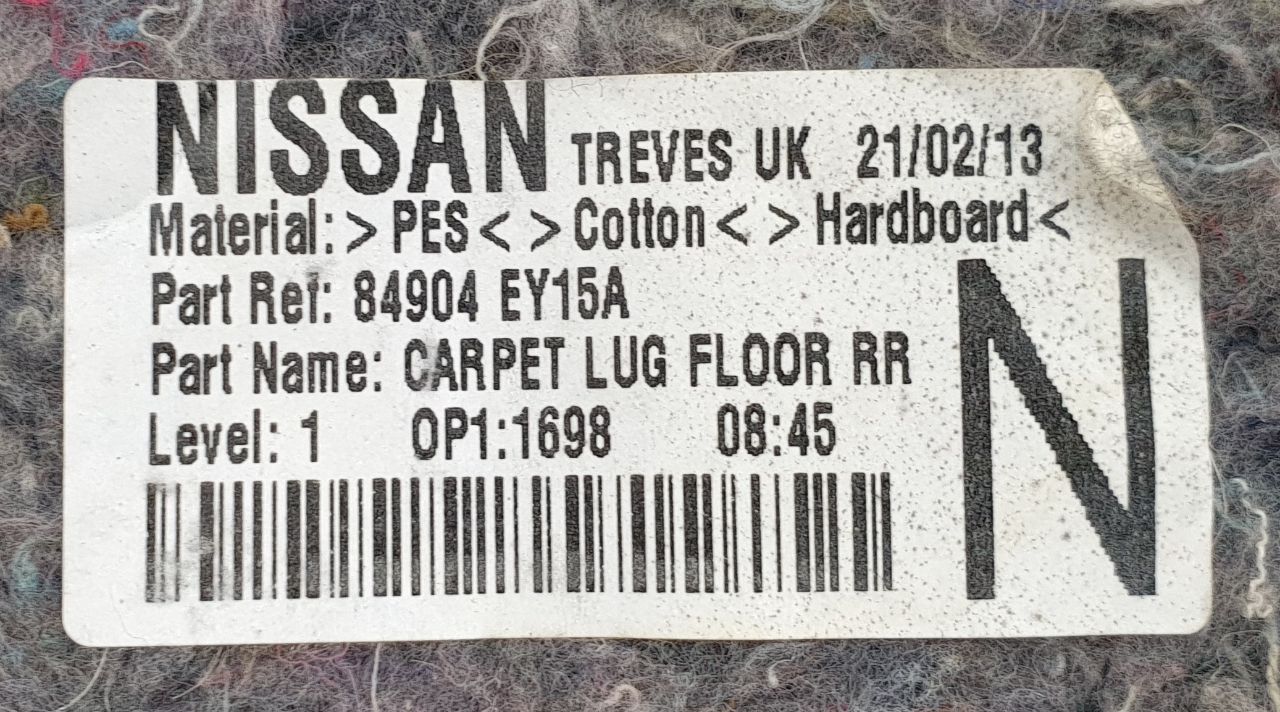 NISSAN TREVES UK 21/02/13
Material: >PES< >Cotton< >Hardboard<
Part Ref: 84904 EY15A
Part Name: CARPET LUG FLOOR RR
Level: 1 OP1:1698 08:45
N